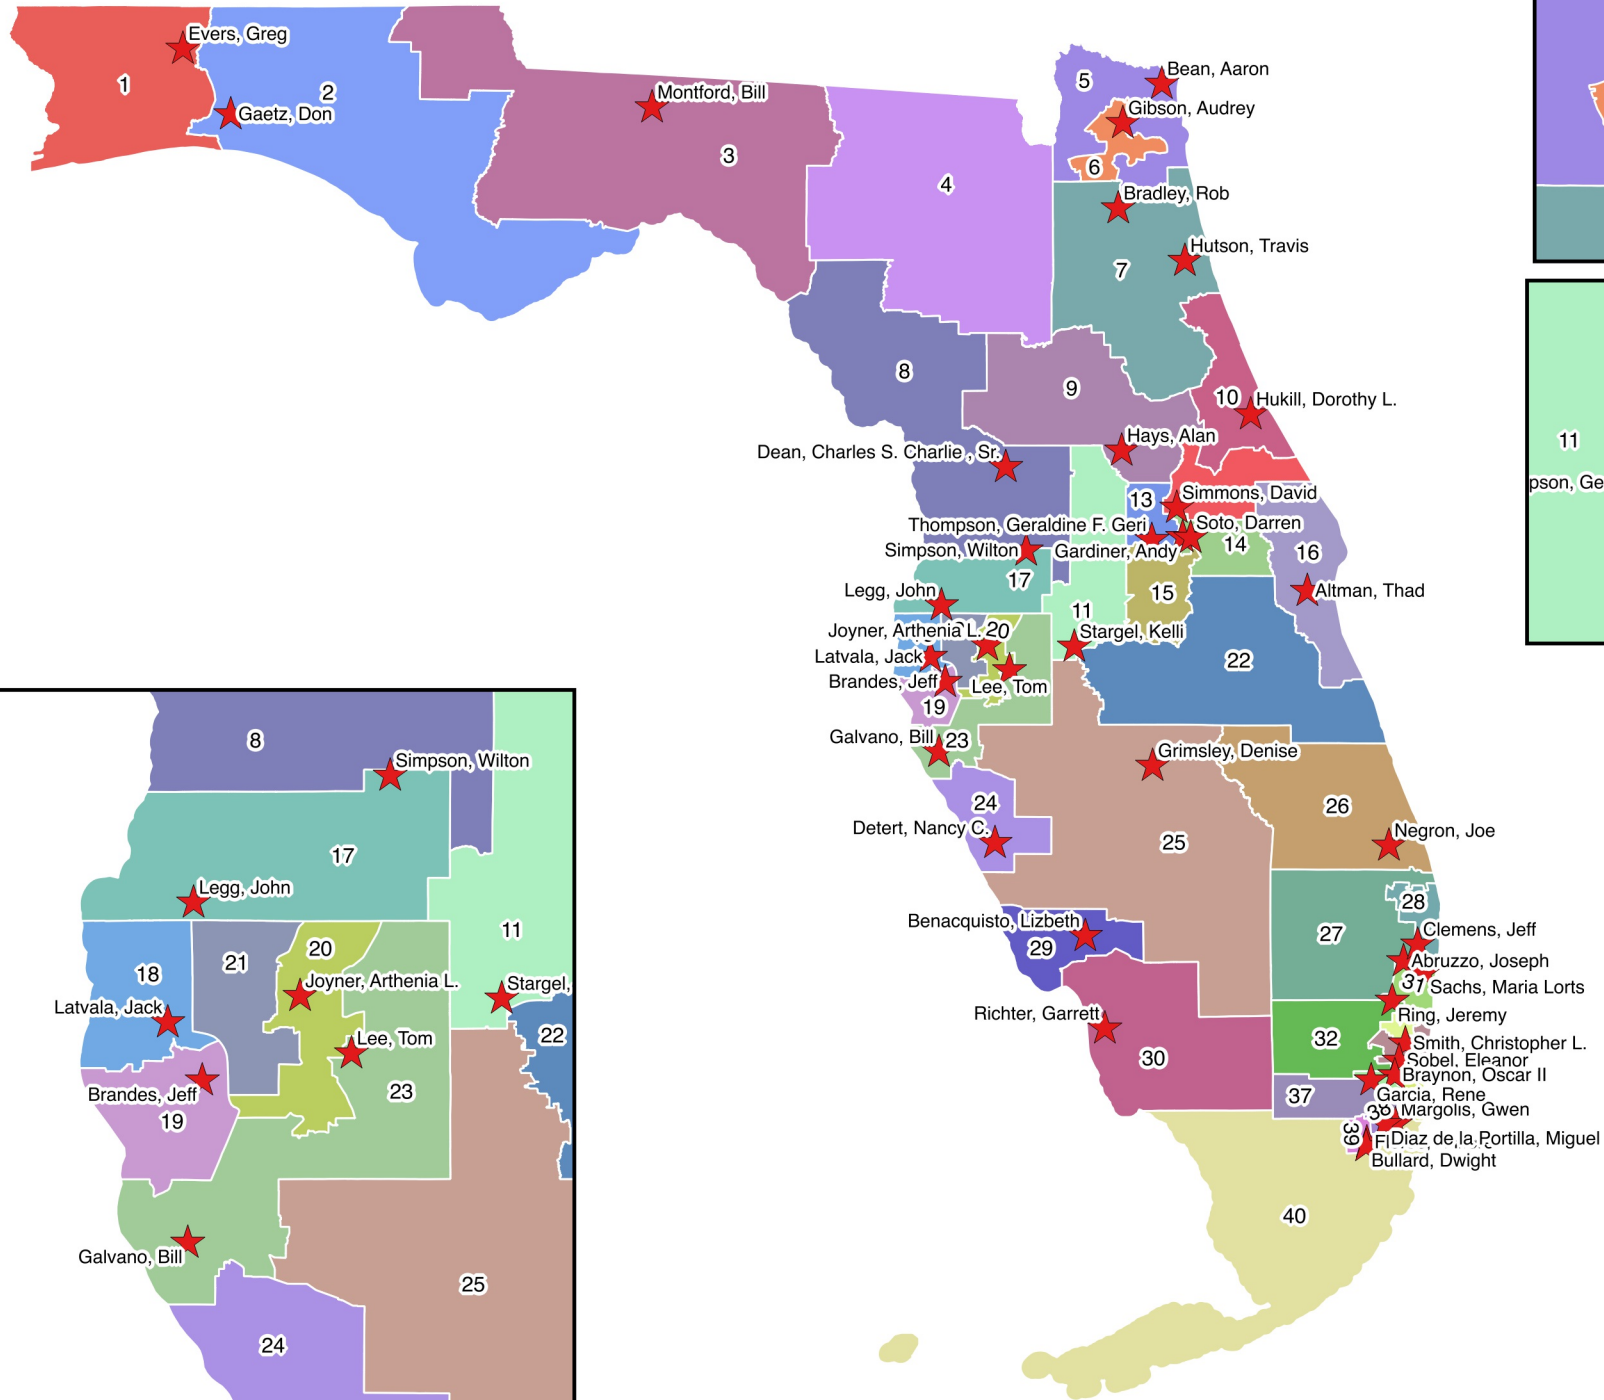 Evers, Greg
1
2
Gaetz, Don
Montford, Bill
3
4
5
Bean, Aaron
Gibson, Audrey
6
Bradley, Rob
Hutson, Travis
7
8
9
10
Hukill, Dorothy L.
Hays, Alan
Dean, Charles S. Charlie , Sr.
13
Simmons, David
Thompson, Geraldine F. Geri
Soto, Darren
Simpson, Wilton
Gardiner, Andy
14
16
17
15
Legg, John
Altman, Thad
11
Joyner, Arthenia L.
20
Stargel, Kelli
Latvala, Jack
22
Brandes, Jeff
Lee, Tom
19
Galvano, Bill
23
Grimsley, Denise
24
26
Detert, Nancy C.
Negron, Joe
25
28
Benacquisto, Lizbeth
Clemens, Jeff
29
27
Abruzzo, Joseph
31
Sachs, Maria Lorts
Richter, Garrett
Ring, Jeremy
32
Smith, Christopher L.
30
Sobel, Eleanor
Braynon, Oscar II
37
Garcia, Rene
38
Margolis, Gwen
39
Diaz de la Portilla, Miguel
Bullard, Dwight
40
11
pson, Ge
8
Simpson, Wilton
17
Legg, John
11
20
21
18
Joyner, Arthenia L.
Stargel,
Latvala, Jack
22
Lee, Tom
Brandes, Jeff
23
19
Galvano, Bill
25
24